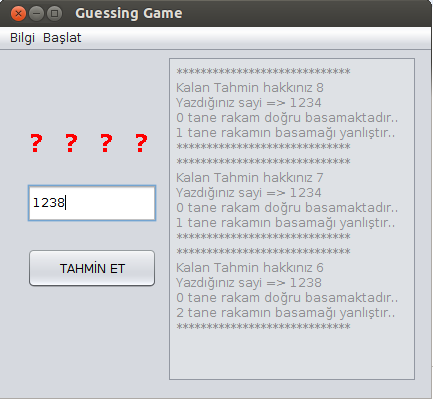 Guessing Game
Bilgi Başlat
? ? ? ?
1238
TAHMİN ET
*****************************
Kalan Tahmin hakkınız 8
Yazdığınız sayi => 1234
0 tane rakam doğru basamaktadır..
1 tane rakamın basamağı yanlıştır..
*****************************
*****************************
Kalan Tahmin hakkınız 7
Yazdığınız sayi => 1234
0 tane rakam doğru basamaktadır..
1 tane rakamın basamağı yanlıştır..
*****************************
*****************************
Kalan Tahmin hakkınız 6
Yazdığınız sayi => 1238
0 tane rakam doğru basamaktadır..
2 tane rakamın basamağı yanlıştır..
*****************************